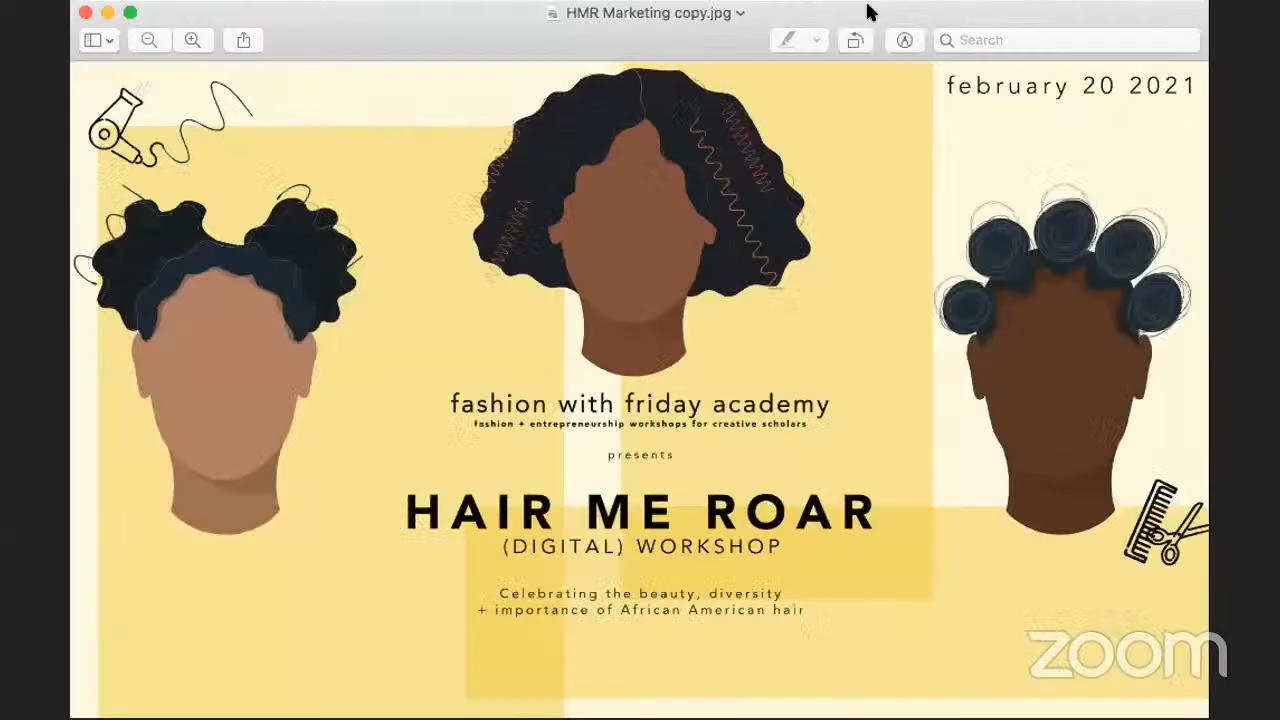 HMR Marketing copy.jpg
Search
february 20 2021
fashion with friday academy
fashion + entrepreneurship workshops for creative scholars
presents
HAIR ME ROAR
(DIGITAL) WORKSHOP
Celebrating the beauty, diversity
+ importance of African American hair
zoom